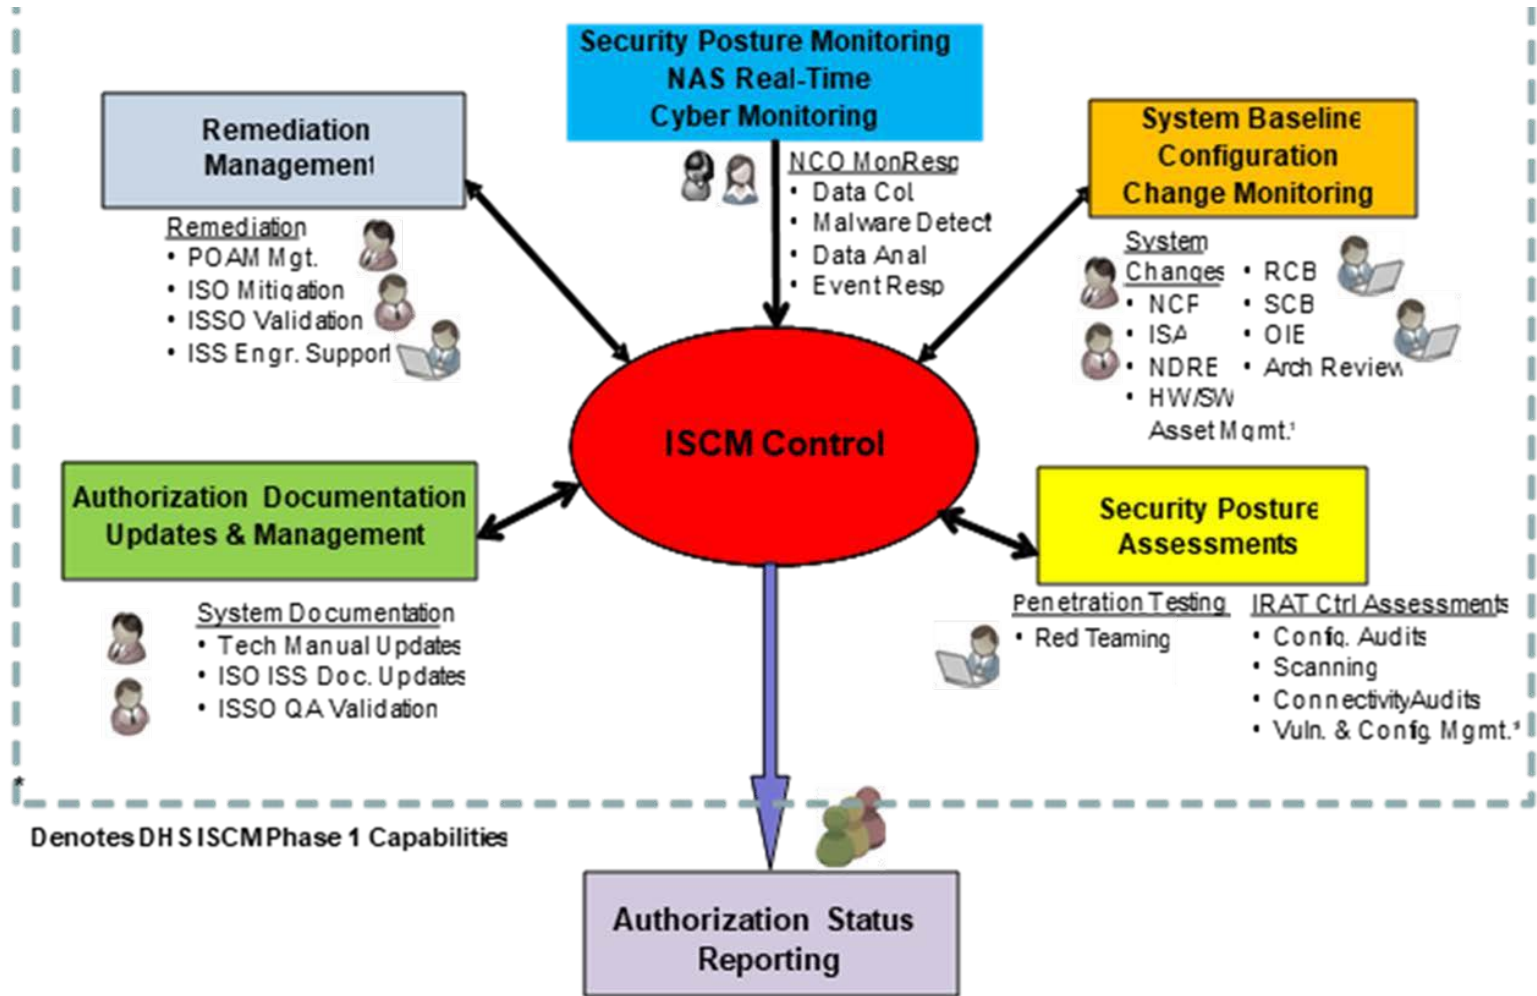 Security Posture Monitoring
NAS Real-Time
Cyber Monitoring
Remediation
Management
System Baseline
Configuration
Change Monitoring
NCO MonResp
• Data Col
• Malware Detect
• Data Anal
• Event Resp
Remediation
• POAM Mgt.
• ISO Mitigation
• ISSO Validation
• ISS Engr. Support
System
Changes
• NCP
• ISA
• NDRE
• HW/SW
Asset Mgmt.*
• RCB
• SCB
• OIE
• Arch Review
ISCM Control
Authorization Documentation
Updates & Management
Security Posture
Assessments
System Documentation
• Tech Manual Updates
• ISO ISS Doc. Updates
• ISSO QA Validation
Penetration Testing
• Red Teaming
IRAT Ctrl Assessments
• Config. Audits
• Scanning
• Connectivity Audits
• Vuln. & Config Mgmt.*
*
Denotes DHS ISCM Phase 1 Capabilities
Authorization Status
Reporting